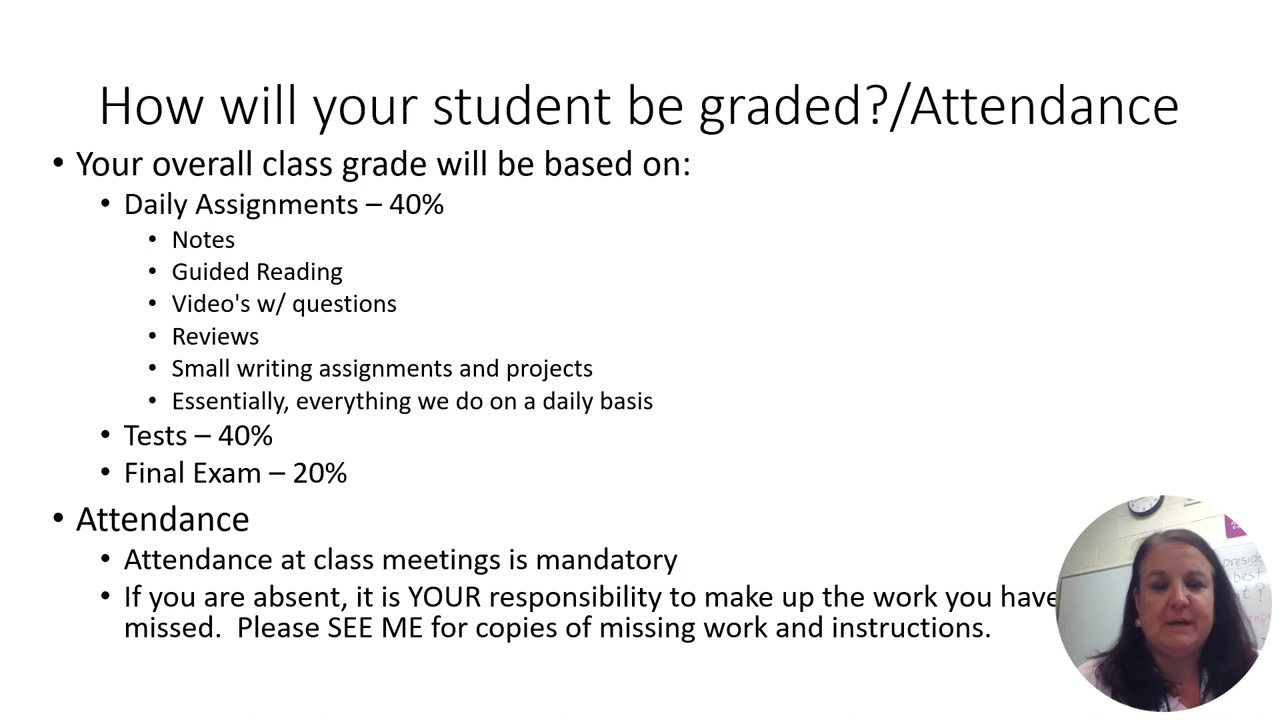 How will your student be graded?/Attendance
• Your overall class grade will be based on:
• Daily Assignments – 40%
• Notes
• Guided Reading
• Video's w/ questions
• Reviews
• Small writing assignments and projects
• Essentially, everything we do on a daily basis
• Tests – 40%
• Final Exam – 20%
• Attendance
• Attendance at class meetings is mandatory
• If you are absent, it is YOUR responsibility to make up the work you have
missed.  Please SEE ME for copies of missing work and instructions.
best